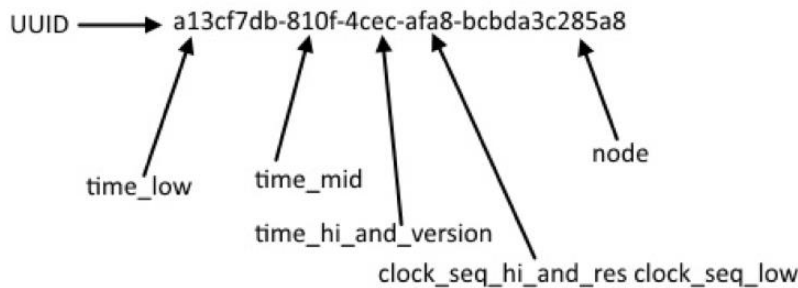 UUID a13cf7db-810f-4cec-afa8-bcbda3c285a8
node
time_low
time_mid
time_hi_and_version
clock_seq_hi_and_res clock_seq_low